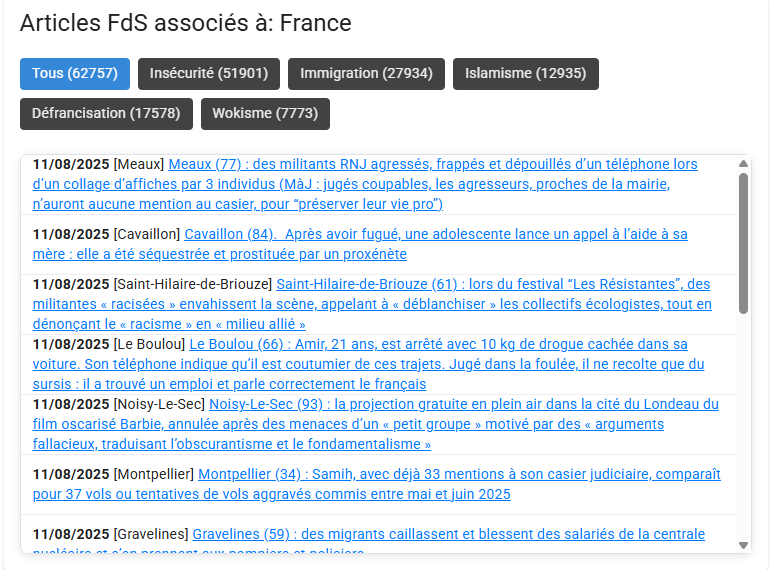 Articles FdS associés à: France
Tous (62757)
Insécurité (51901)
Immigration (27934)
Islamisme (12935)
Défrancisation (17578)
Wokisme (7773)
11/08/2025 [Meaux] Meaux (77) : des militants RNJ agressés, frappés et dépouillés d’un téléphone lors
d’un collage d’affiches par 3 individus (MàJ : jugés coupables, les agresseurs, proches de la mairie,
n’auront aucune mention au casier, pour “préserver leur vie pro”)
11/08/2025 [Cavaillon] Cavaillon (84).  Après avoir fugué, une adolescente lance un appel à l’aide à sa
mère : elle a été séquestrée et prostituée par un proxénète
11/08/2025 [Saint-Hilaire-de-Briouze] Saint-Hilaire-de-Briouze (61) : lors du festival “Les Résistantes”, des
militantes « racisées » envahissent la scène, appelant à « déblanchiser » les collectifs écologistes, tout en
dénonçant le « racisme » en « milieu allié »
11/08/2025 [Le Boulou] Le Boulou (66) : Amir, 21 ans, est arrêté avec 10 kg de drogue cachée dans sa
voiture. Son téléphone indique qu’il est coutumier de ces trajets. Jugé dans la foulée, il ne recolte que du
sursis : il a trouvé un emploi et parle correctement le français
11/08/2025 [Noisy-Le-Sec] Noisy-Le-Sec (93) : la projection gratuite en plein air dans la cité du Londeau du
film oscarisé Barbie, annulée après des menaces d’un « petit groupe » motivé par des « arguments
fallacieux, traduisant l’obscurantisme et le fondamentalisme »
11/08/2025 [Montpellier] Montpellier (34) : Samih, avec déjà 33 mentions à son casier judiciaire, comparaît
pour 37 vols ou tentatives de vols aggravés commis entre mai et juin 2025
11/08/2025 [Gravelines] Gravelines (59) : des migrants caillassent et blessent des salariés de la centrale
nucléaire et s’en prennent aux pompiers et policiers